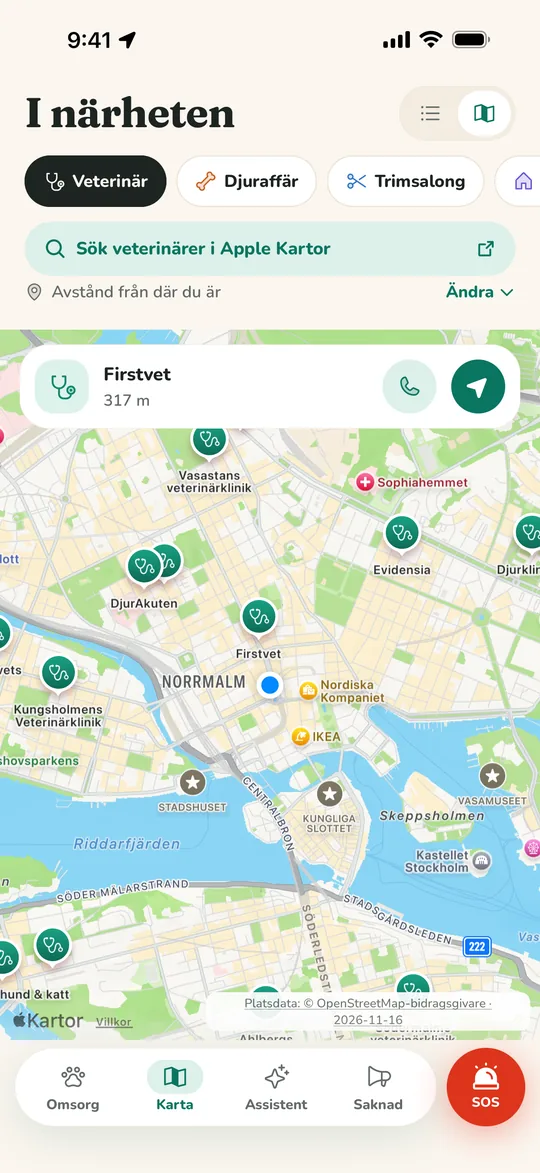 9:41
I närheten
Veterinär
Djuraffär
Trimsalong
Sök veterinärer i Apple Kartor
Avstånd från där du är
Ändra
Firstvet
317 m
Vasastans
veterinärklinik
Sophiahemmet
Evidensia
DjurAkuten
Firstvet
NORRMALM
Nordiska
Kompaniet
Kungsholmens
Veterinärklinik
IKEA
STADSHUSET
CENTRALBRON
KUNGLIGA
SLOTTET
VASAMUSEET
Skeppsholmen
Riddarfjärden
Kastellet
Stockholm
SÖDER MÄLARSTRAND
STADSGÅRDSLEDEN
222
hund & katt
Kartor
Villkor
Platsdata: © OpenStreetMap-bidragsgivare ·
2026-11-16
Omsorg
Karta
Assistent
Saknad
SOS